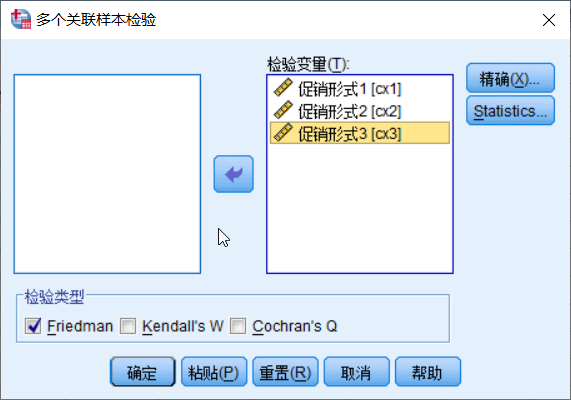 多个关联样本检验
检验变量(T):
促销形式1 [cx1]
促销形式2 [cx2]
促销形式3 [cx3]
精确(X)...
Statistics...
检验类型
Friedman Kendall's W Cochran's Q
确定 粘贴(P) 重置(R) 取消 帮助